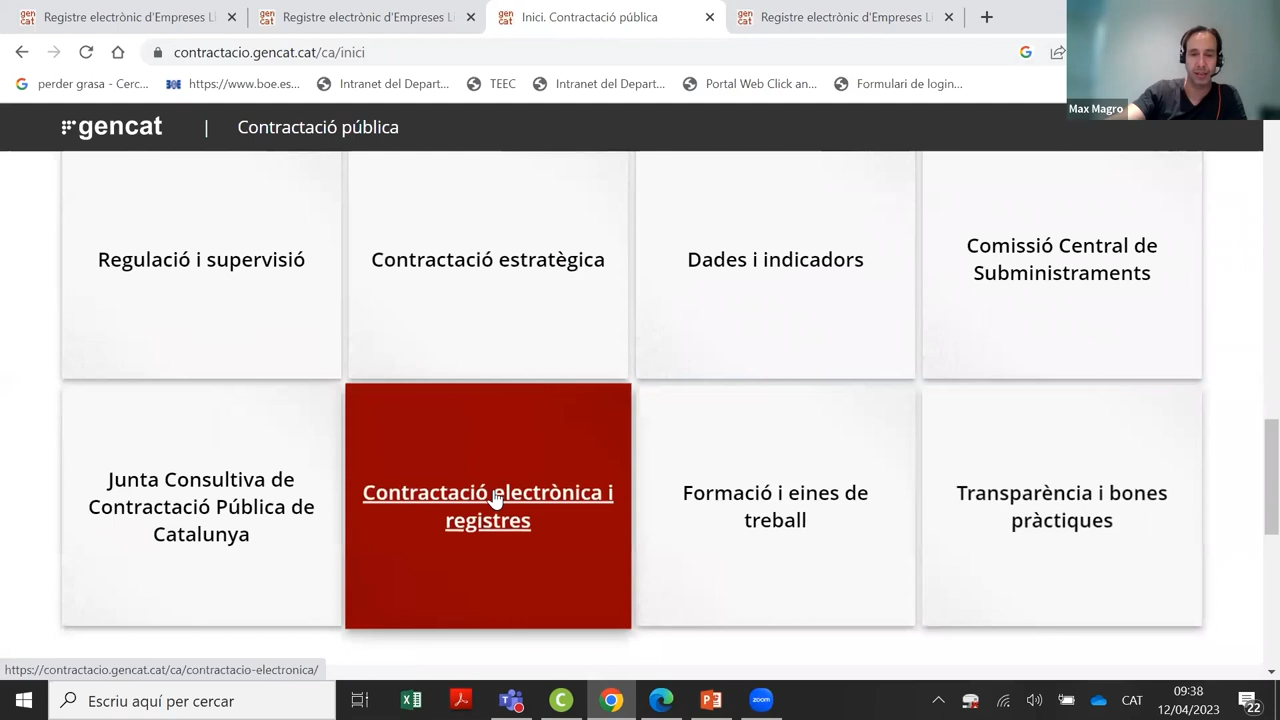 Registre electrònic d'Empreses Li
Registre electrònic d'Empreses Li
Inici. Contractació pública
Registre electrònic d'Empreses Li
contractacio.gencat.cat/ca/inici
perder grasa - Cerc...
https://www.boe.es...
Intranet del Depart...
TEEC
Intranet del Depart...
Portal Web Click an...
Formulari de login...
Max Magro
gencat
Contractació pública
Regulació i supervisió
Contractació estratègica
Dades i indicadors
Comissió Central de
Subministraments
Junta Consultiva de
Contractació Pública de
Catalunya
Contractació electrònica i
registres
Formació i eines de
treball
Transparència i bones
pràctiques
https://contractacio.gencat.cat/ca/contractacio-electronica/
Escriu aquí per cercar
CAT
09:38
12/04/2023
22